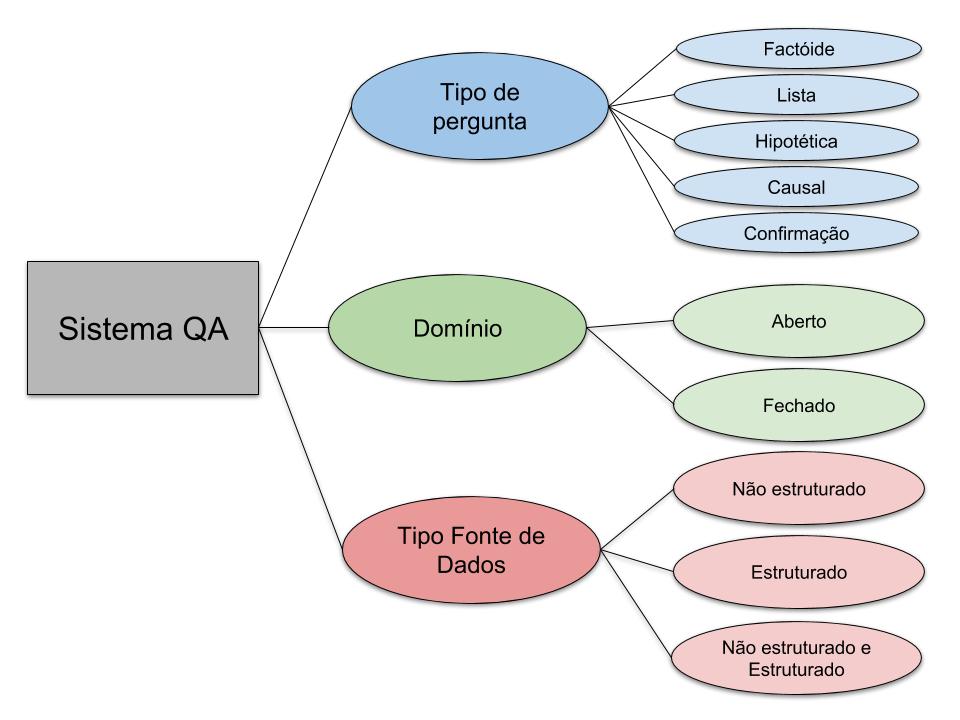 Sistema QA
Tipo de
pergunta
Factóide
Lista
Hipotética
Causal
Confirmação
Domínio
Aberto
Fechado
Tipo Fonte de
Dados
Não estruturado
Estruturado
Não estruturado e
Estruturado